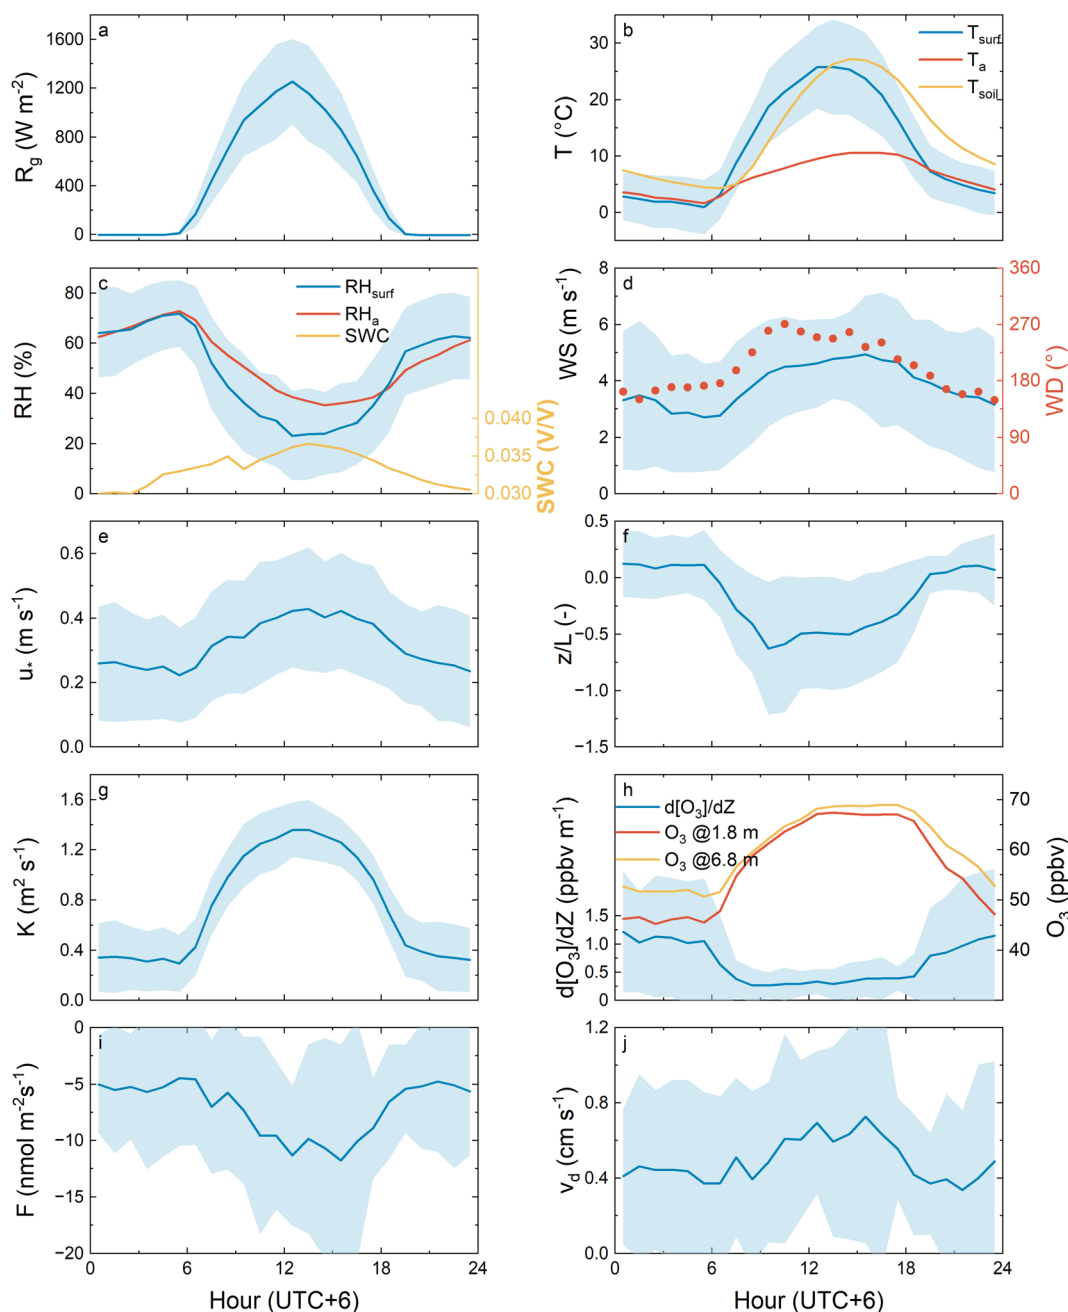 a
1600
1200
800
400
0
R_g (W m⁻²)
b
30
20
10
0
T (°C)
T_surf
T_a
T_soil
c
80
60
40
20
0
RH (%)
RH_surf
RH_a
SWC
0.040
0.035
0.030
SWC (V/V)
d
8
6
4
2
0
WS (m s⁻¹)
360
270
180
90
0
WD (°)
e
0.6
0.4
0.2
0.0
u_* (m s⁻¹)
f
0.5
0.0
−0.5
−1.0
−1.5
z/L (-)
g
1.6
1.2
0.8
0.4
0.0
K (m² s⁻¹)
h
d[O₃]/dZ
O₃ @1.8 m
O₃ @6.8 m
1.5
1.0
0.5
0
d[O₃]/dZ (ppbv m⁻¹)
70
60
50
40
O₃ (ppbv)
i
0
−5
−10
−15
−20
F (nmol m⁻²s⁻¹)
0
6
12
18
24
Hour (UTC+6)
j
1.2
0.8
0.4
0.0
v_d (cm s⁻¹)
0
6
12
18
24
Hour (UTC+6)